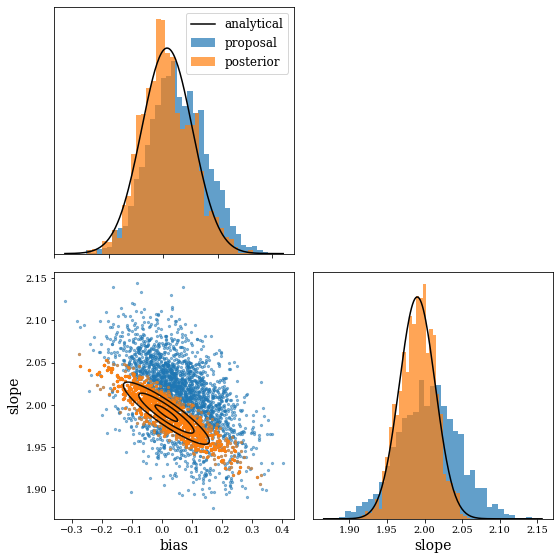 analytical
proposal
posterior
2.15
2.10
2.05
2.00
1.95
1.90
slope
−0.3 −0.2 −0.1 0.0 0.1 0.2 0.3 0.4
bias
1.90 1.95 2.00 2.05 2.10 2.15
slope